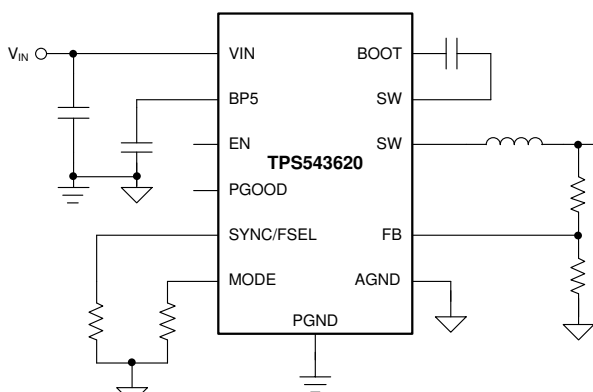 V_IN
VIN
BOOT
BP5
SW
EN
SW
TPS543620
PGOOD
SYNC/FSEL
FB
MODE
AGND
PGND